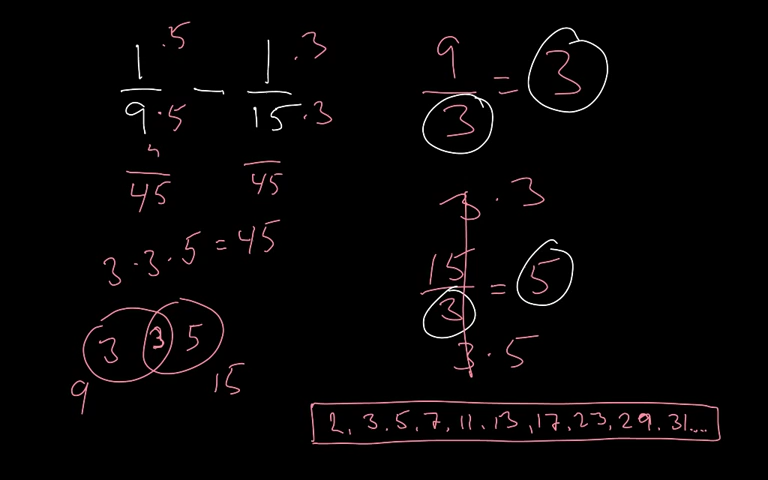 1 · 5 − 1 · 3
9 · 5 15 · 3
45 45
3 · 3 · 5 = 45
3 3 5
9 15
9 / 3 = 3
3 · 3
15 / 3 = 5
3 · 5
2, 3, 5, 7, 11, 13, 17, 23, 29, 31...